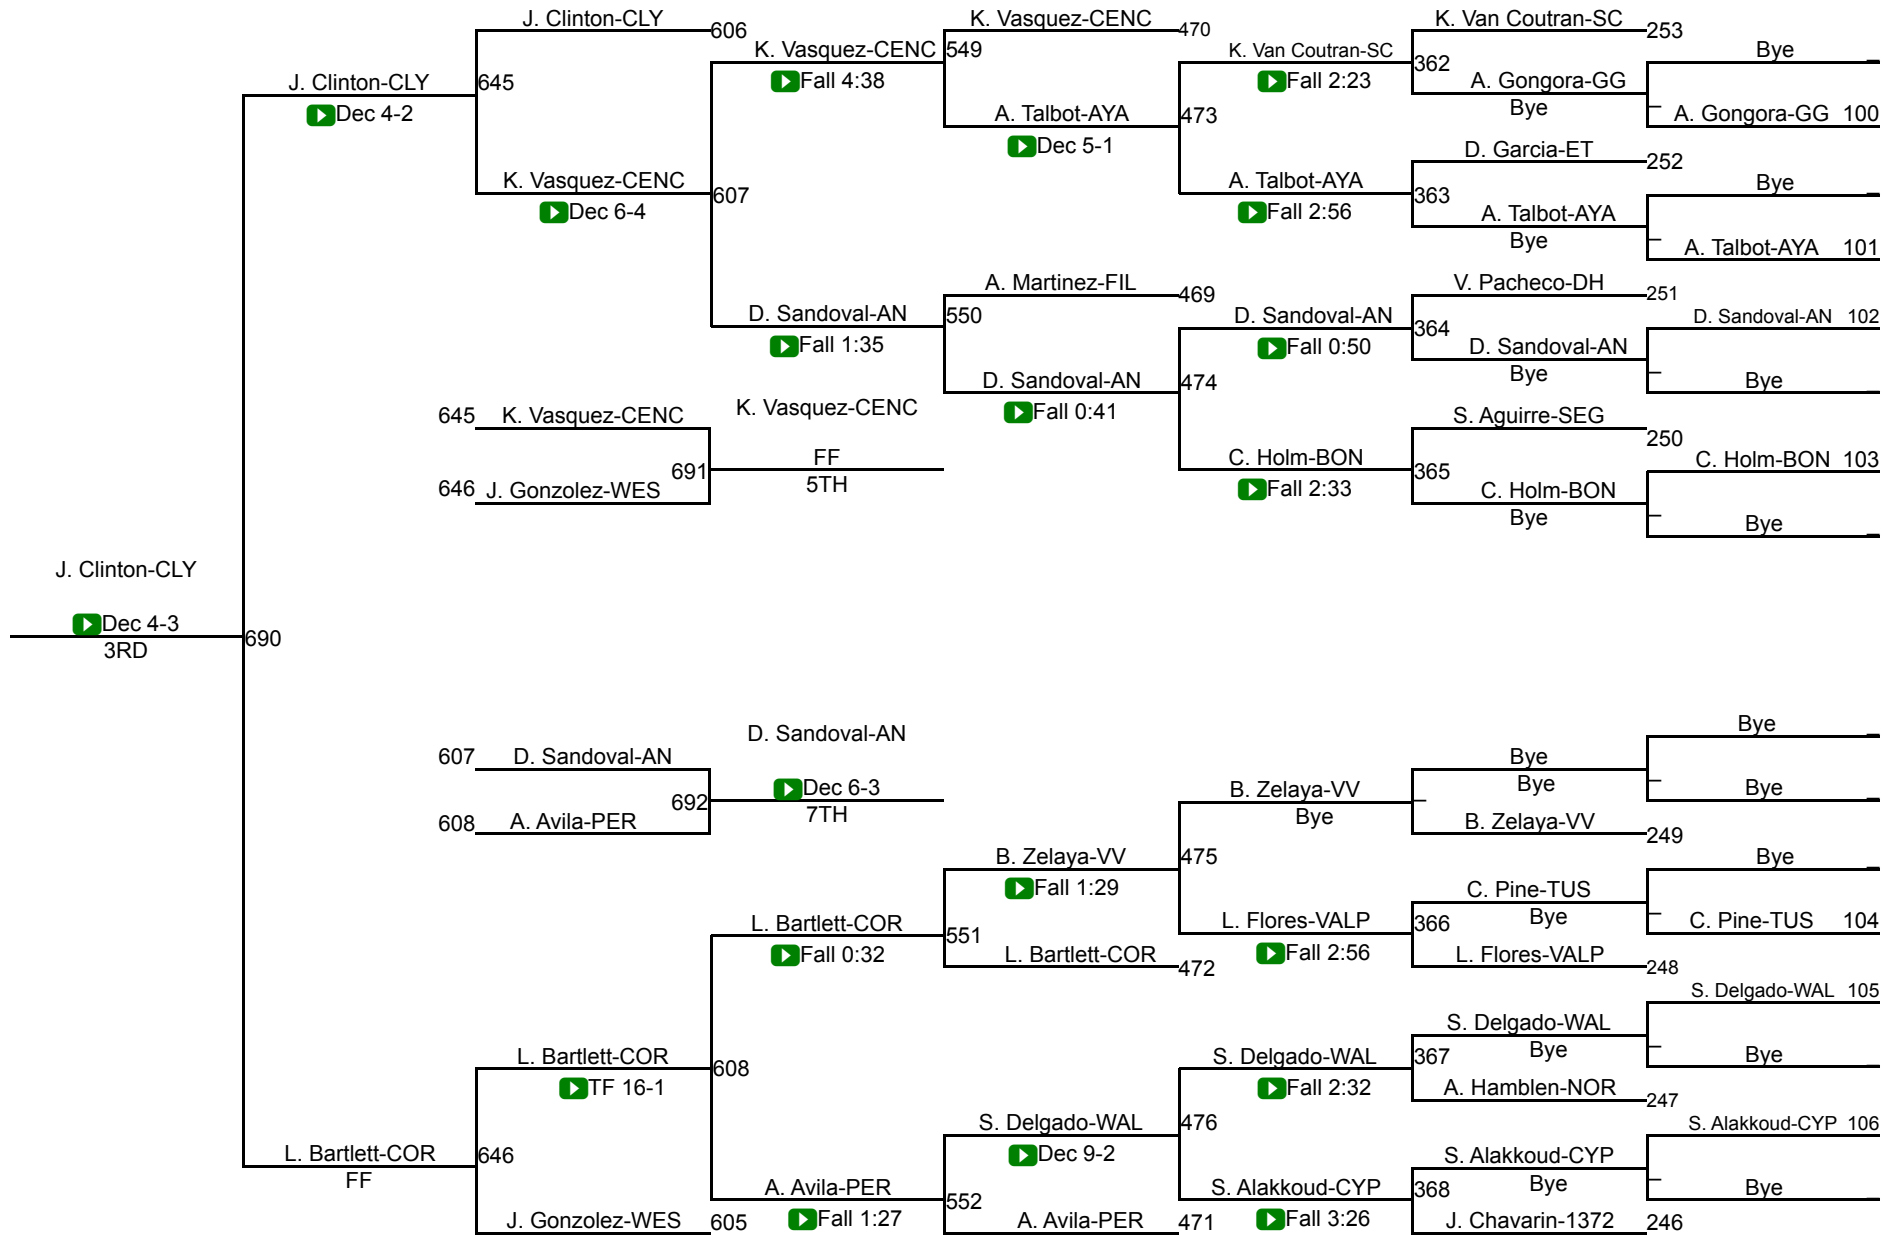 J. Clinton-CLY
606
K. Vasquez-CENC
470
K. Van Coutran-SC
253
K. Vasquez-CENC
549
K. Van Coutran-SC
Bye
362
J. Clinton-CLY
645
Fall 4:38
Fall 2:23
A. Gongora-GG
Bye
Dec 4-2
A. Talbot-AYA
473
A. Gongora-GG 100
Dec 5-1
D. Garcia-ET
252
K. Vasquez-CENC
607
A. Talbot-AYA
363
Bye
Dec 6-4
Fall 2:56
A. Talbot-AYA
Bye
A. Talbot-AYA 101
A. Martinez-FIL
469
V. Pacheco-DH
251
D. Sandoval-AN
550
D. Sandoval-AN
364
D. Sandoval-AN 102
Fall 1:35
Fall 0:50
D. Sandoval-AN
Bye
D. Sandoval-AN
474
Bye
645 K. Vasquez-CENC
K. Vasquez-CENC
Fall 0:41
S. Aguirre-SEG
250
691
FF
C. Holm-BON
365
C. Holm-BON 103
646 J. Gonzolez-WES
5TH
Fall 2:33
C. Holm-BON
Bye
Bye
J. Clinton-CLY
Dec 4-3
690
3RD
Bye
607 D. Sandoval-AN
D. Sandoval-AN
Bye
Bye
Bye
692
Dec 6-3
B. Zelaya-VV
Bye
608 A. Avila-PER
7TH
B. Zelaya-VV
249
B. Zelaya-VV
475
Bye
Fall 1:29
C. Pine-TUS
Bye
L. Bartlett-COR
551
L. Flores-VALP
366
C. Pine-TUS 104
Fall 0:32
L. Bartlett-COR
472
Fall 2:56
L. Flores-VALP
248
S. Delgado-WAL 105
S. Delgado-WAL
Bye
L. Bartlett-COR
608
S. Delgado-WAL
367
Bye
TF 16-1
Fall 2:32
A. Hamblen-NOR
247
S. Delgado-WAL
476
S. Alakkoud-CYP 106
L. Bartlett-COR
646
Dec 9-2
S. Alakkoud-CYP
Bye
FF
A. Avila-PER
552
S. Alakkoud-CYP
368
Bye
J. Gonzolez-WES
605
Fall 1:27
A. Avila-PER
471
Fall 3:26
J. Chavarin-1372
246